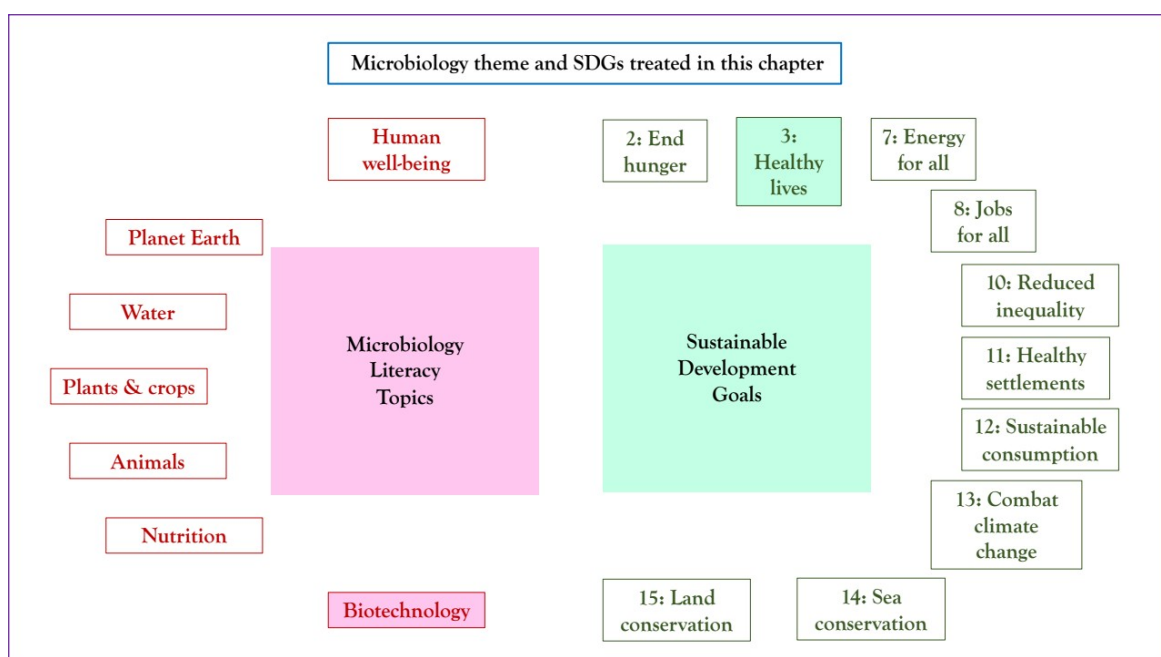 Microbiology theme and SDGs treated in this chapter
Human
well-being
Planet Earth
Water
Plants & crops
Animals
Nutrition
Biotechnology
Microbiology
Literacy
Topics
Sustainable
Development
Goals
2: End
hunger
3:
Healthy
lives
7: Energy
for all
8: Jobs
for all
10: Reduced
inequality
11: Healthy
settlements
12: Sustainable
consumption
13: Combat
climate
change
14: Sea
conservation
15: Land
conservation